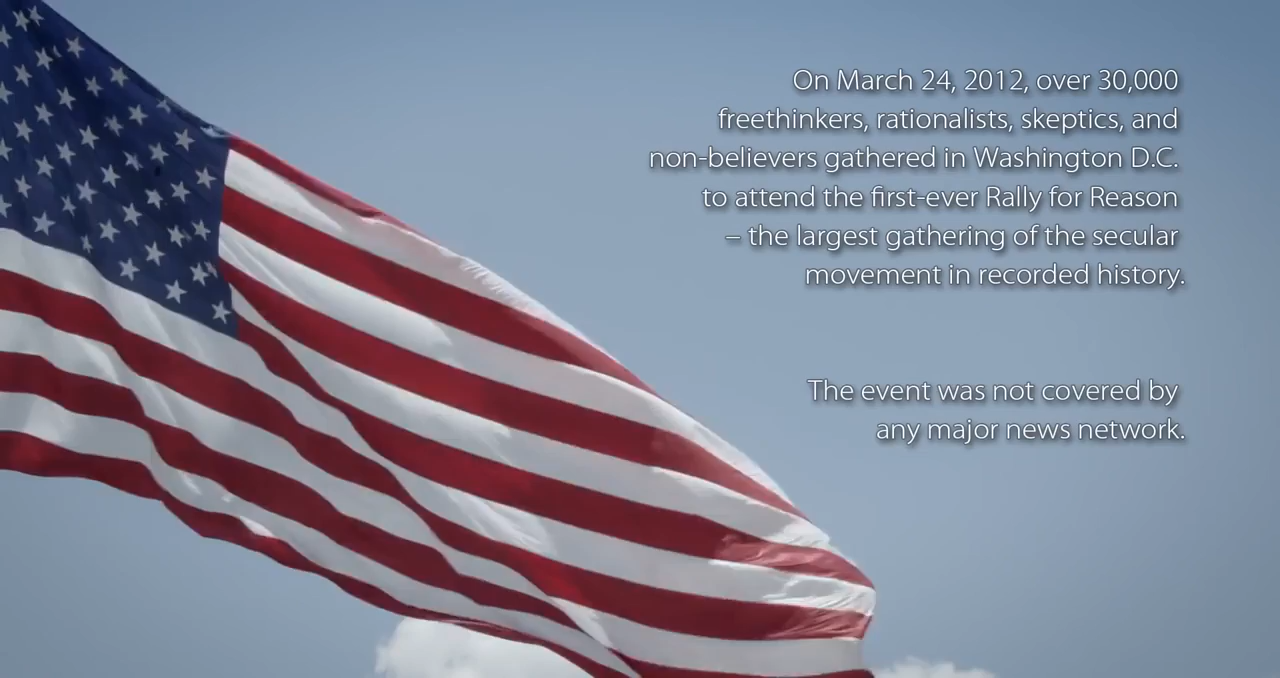 On March 24, 2012, over 30,000
freethinkers, rationalists, skeptics, and
non-believers gathered in Washington D.C.
to attend the first-ever Rally for Reason
– the largest gathering of the secular
movement in recorded history.
The event was not covered by
any major news network.